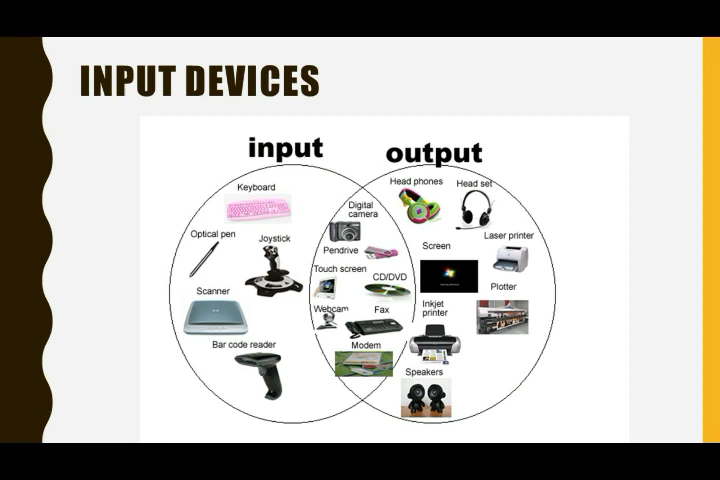 INPUT DEVICES
input
output
Keyboard
Optical pen
Joystick
Scanner
Bar code reader
Digital
camera
Pendrive
Touch screen
CD/DVD
Webcam
Fax
Modem
Head phones
Head set
Screen
Laser printer
Plotter
Inkjet
printer
Speakers